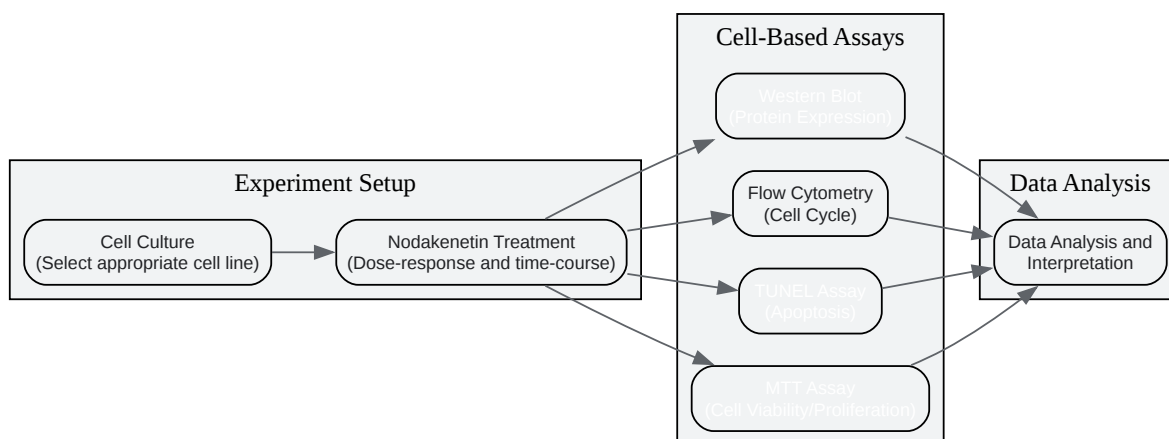 Experiment Setup
Cell Culture
(Select appropriate cell line)
Nodakenetin Treatment
(Dose-response and time-course)
Cell-Based Assays
Western Blot
(Protein Expression)
Flow Cytometry
(Cell Cycle)
TUNEL Assay
(Apoptosis)
MTT Assay
(Cell Viability/Proliferation)
Data Analysis
Data Analysis and
Interpretation